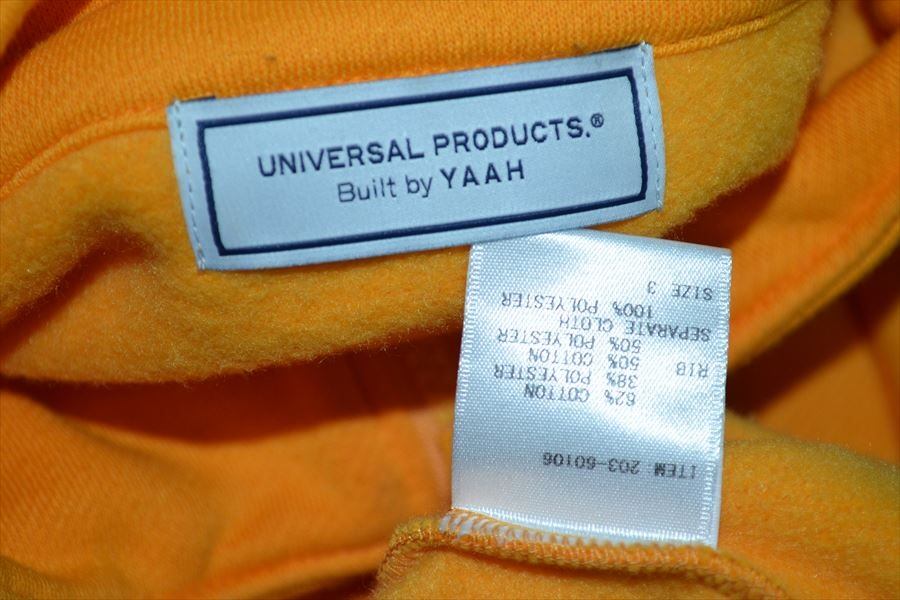 UNIVERSAL PRODUCTS.®
Built by YAAH
ITEM 203-60106
62% COTTON
38% POLYESTER
RIB 50% COTTON
50% POLYESTER
SEPARATE CLOTH
100% POLYESTER
SIZE 3